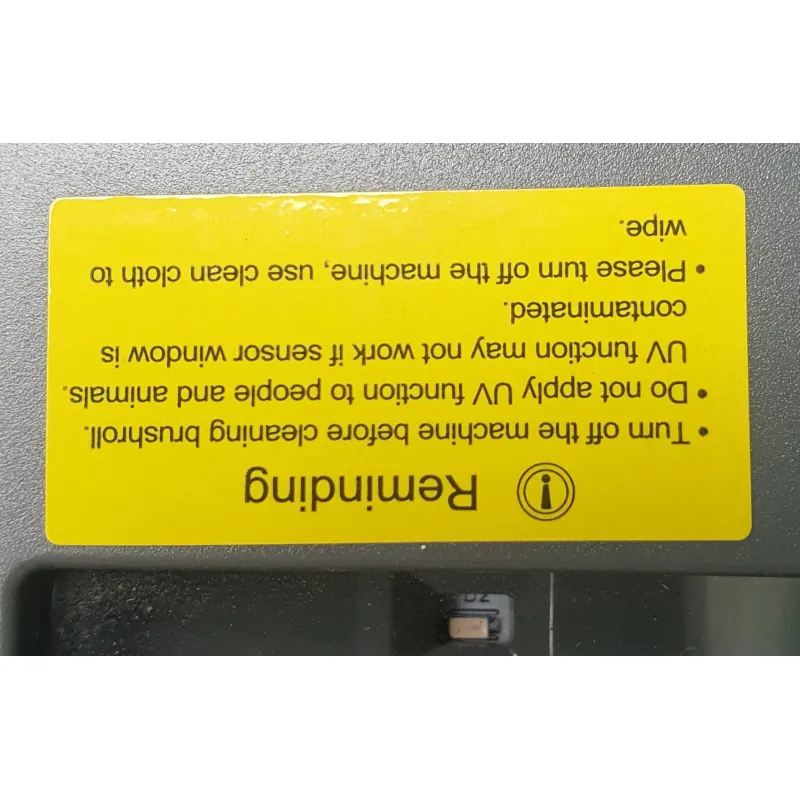 Reminding
• Turn off the machine before cleaning brushroll.
• Do not apply UV function to people and animals.
UV function may not work if sensor window is
contaminated.
• Please turn off the machine, use clean cloth to
wipe.